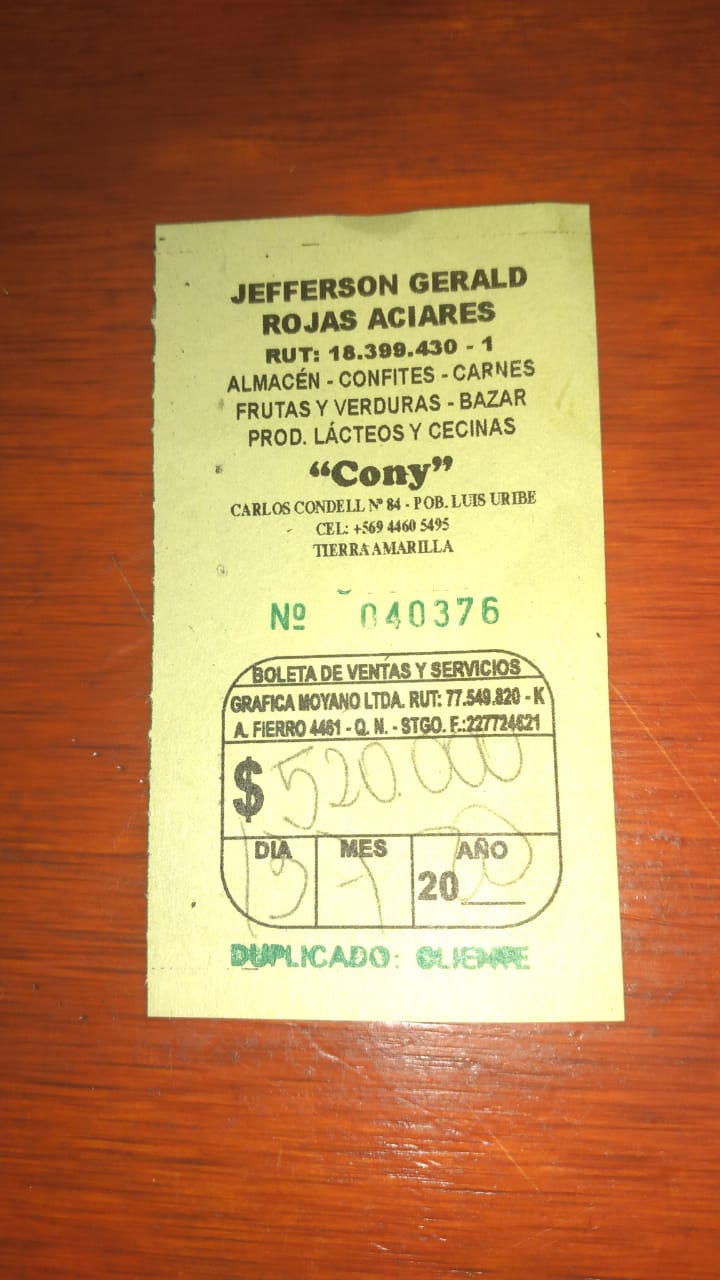 JEFFERSON GERALD
ROJAS ACIARES
RUT: 18.399.430 - 1
ALMACÉN - CONFITES - CARNES
FRUTAS Y VERDURAS - BAZAR
PROD. LÁCTEOS Y CECINAS
“Cony”
CARLOS CONDELL Nº 84 - POB. LUIS URIBE
CEL: +569 4460 5495
TIERRA AMARILLA
Nº 040376
BOLETA DE VENTAS Y SERVICIOS
GRAFICA MOYANO LTDA. RUT: 77.549.820 - K
A. FIERRO 4461 - Q. N. - STGO. F.:227724621
$ 520.000
DIA MES AÑO
7 20 20
DUPLICADO: CLIENTE